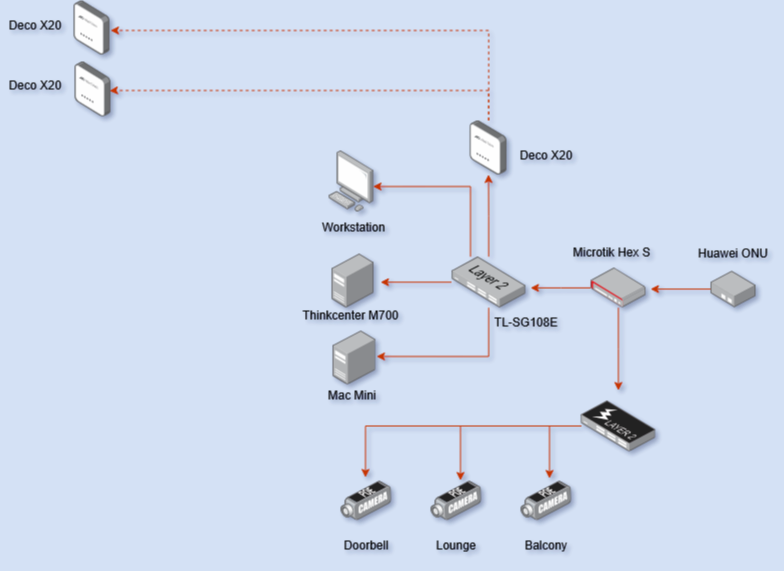 Deco X20
Deco X20
Deco X20
Workstation
Microtik Hex S
Huawei ONU
Layer 2
Thinkcenter M700
TL-SG108E
Mac Mini
LAYER 2
POE
CAMERA
POE
CAMERA
POE
CAMERA
Doorbell
Lounge
Balcony